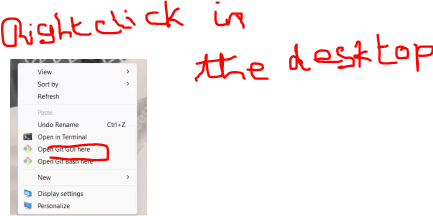 Rightclick in
the desktop
View
Sort by
Refresh
Paste
Undo Rename Ctrl+Z
Open in Terminal
Open Git GUI here
Open Git Bash here
New
Display settings
Personalize